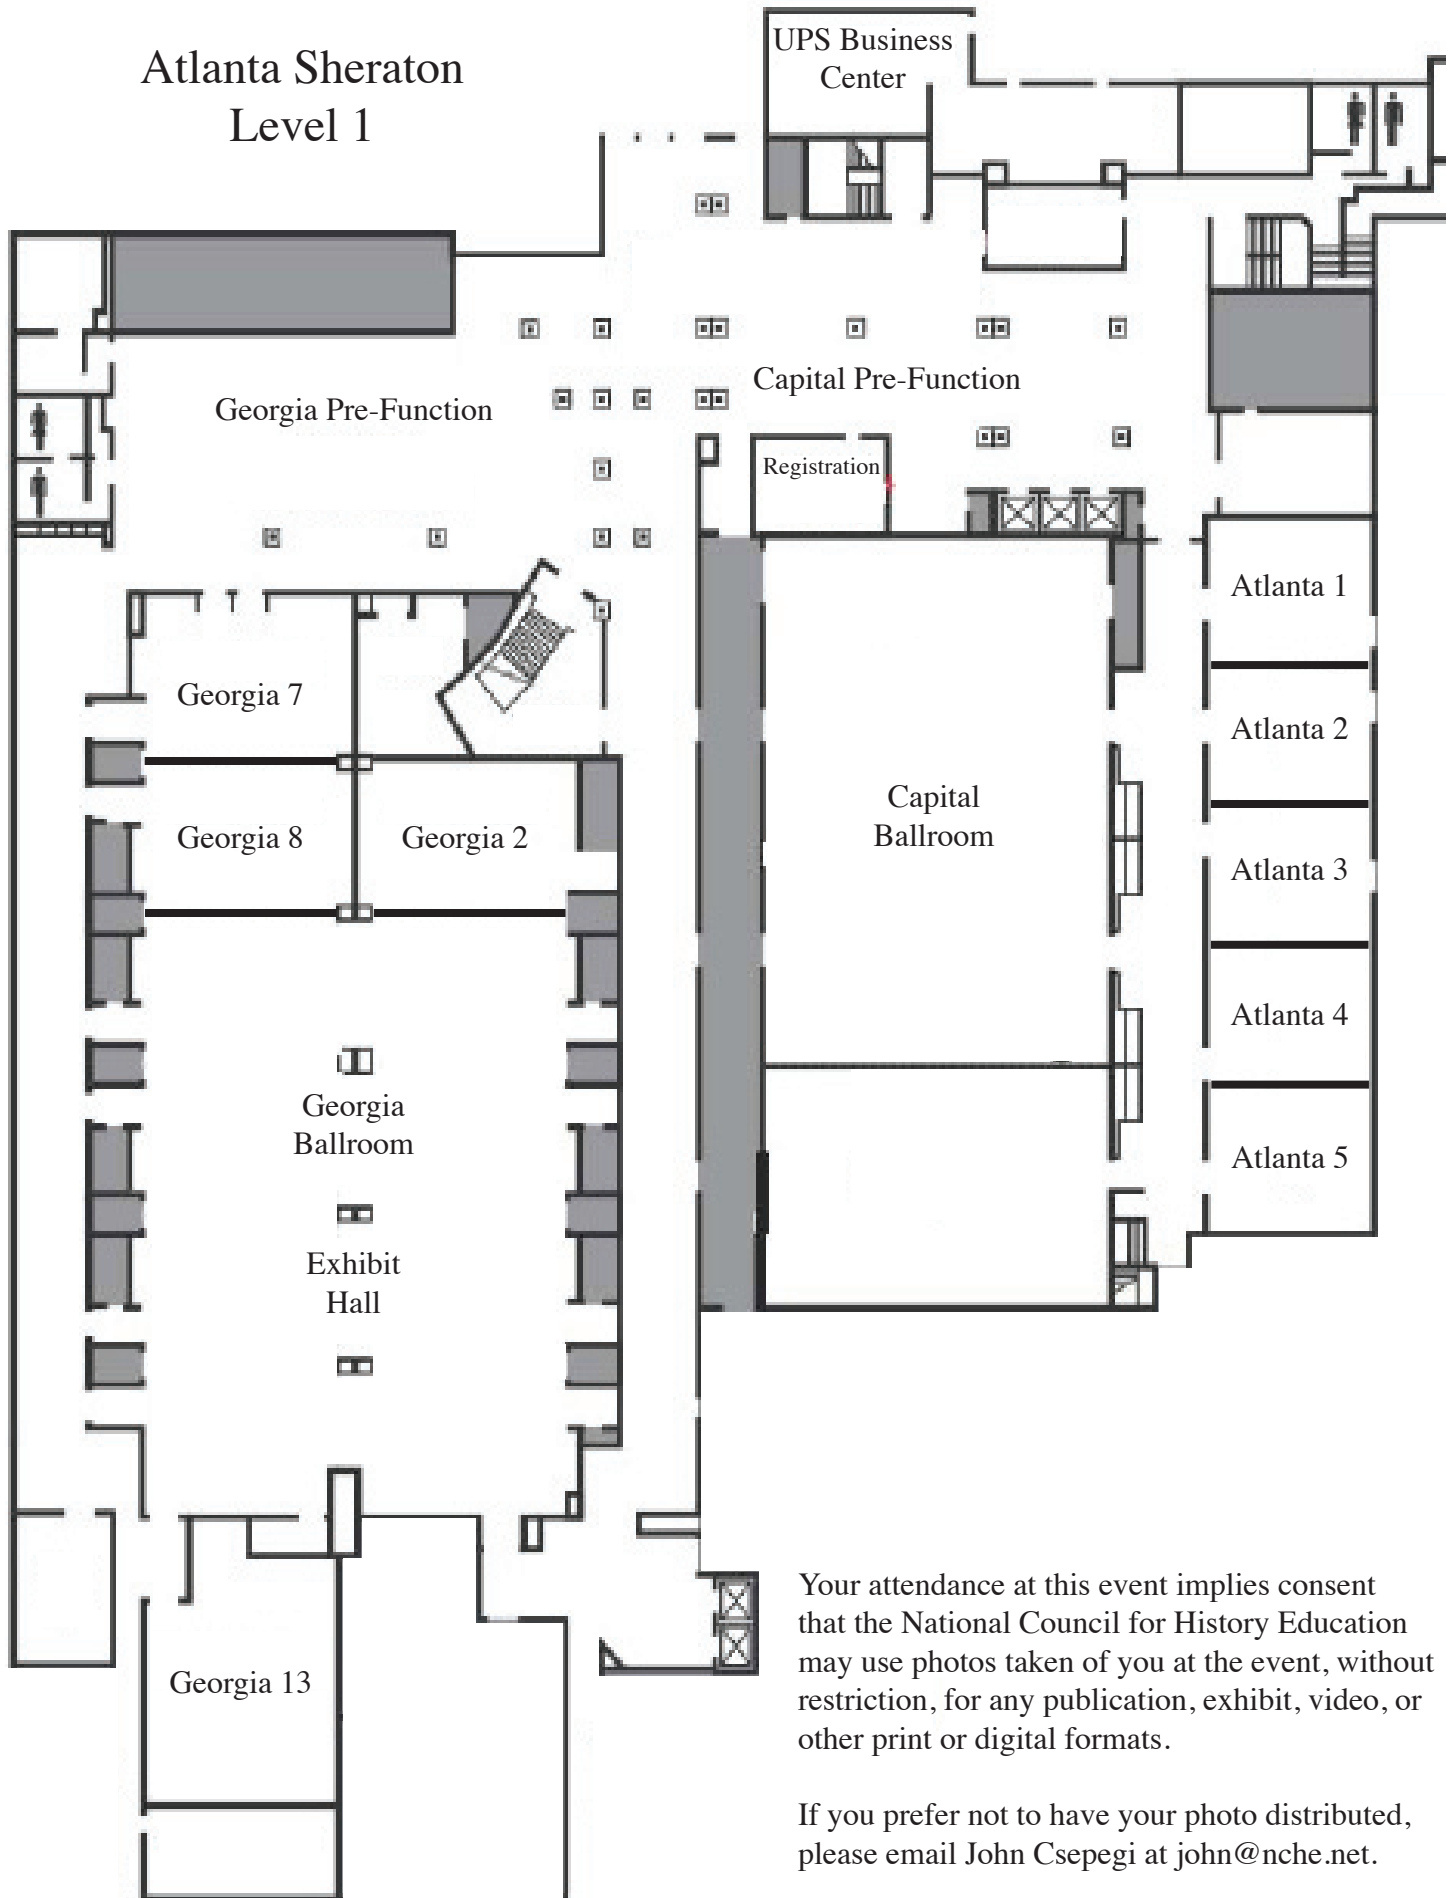 Atlanta Sheraton
Level 1
UPS Business
Center
Georgia Pre-Function
Capital Pre-Function
Registration
Atlanta 1
Georgia 7
Atlanta 2
Capital
Ballroom
Georgia 8
Georgia 2
Atlanta 3
Atlanta 4
Georgia
Ballroom
Atlanta 5
Exhibit
Hall
Georgia 13
Your attendance at this event implies consent
that the National Council for History Education
may use photos taken of you at the event, without
restriction, for any publication, exhibit, video, or
other print or digital formats.
If you prefer not to have your photo distributed,
please email John Csepegi at john@nche.net.